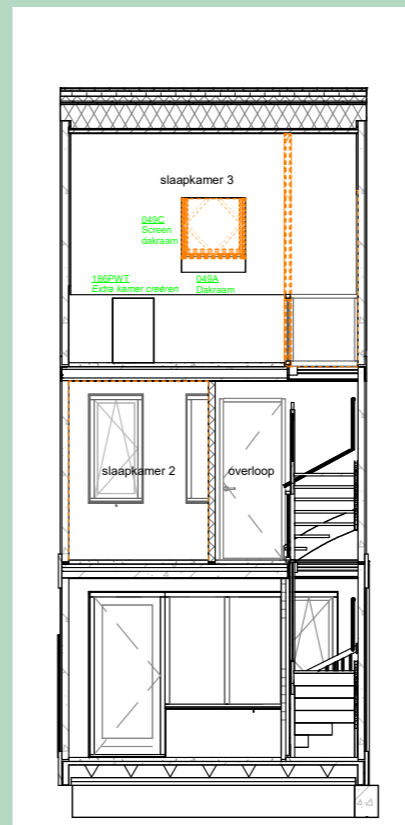 slaapkamer 3
049C
Screen
dakraam
186PWT
Extra kamer creëren
049A
Dakraam
slaapkamer 2
overloop